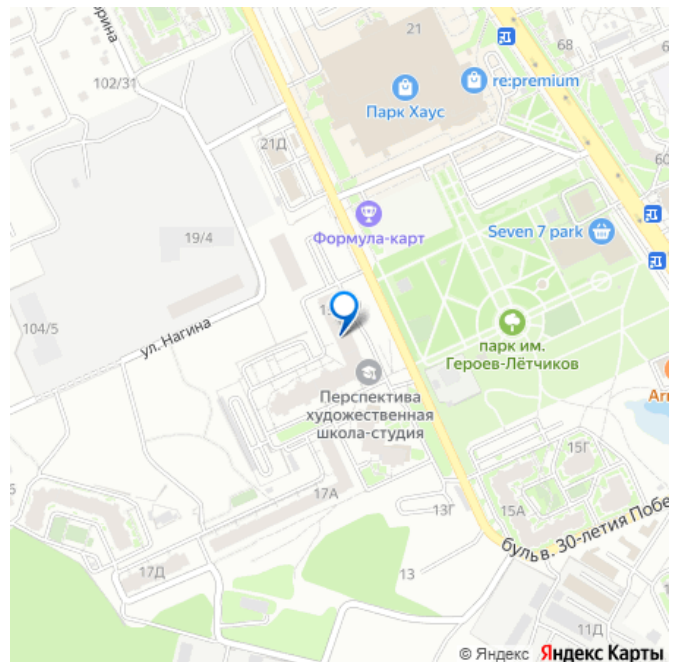 21
68
102/31
re:premium
Парк Хаус
60
21Д
19/4
Формула-карт
Seven 7 park
104/5
ул. Нагина
парк им.
Героев-Лётчиков
Перспектива
художественная
школа-студия
15Г
17А
13Г
15А
бульв. 30-летия Побе
17Д
13
11Д
© Яндекс Яндекс Карты